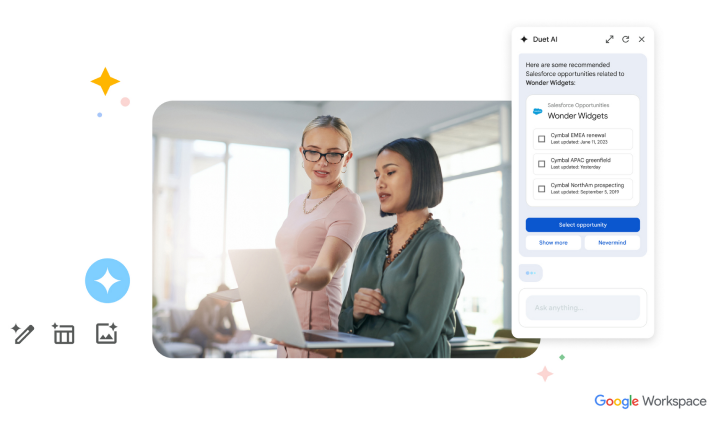 Duet AI
Here are some recommended
Salesforce opportunities related to
Wonder Widgets:
Salesforce Opportunities
Wonder Widgets
Cymbal EMEA renewal
Last updated: June 11, 2023
Cymbal APAC greenfield
Last updated: Yesterday
Cymbal NorthAm prospecting
Last updated: September 5, 2019
Select opportunity
Show more
Nevermind
Ask anything...
Google Workspace